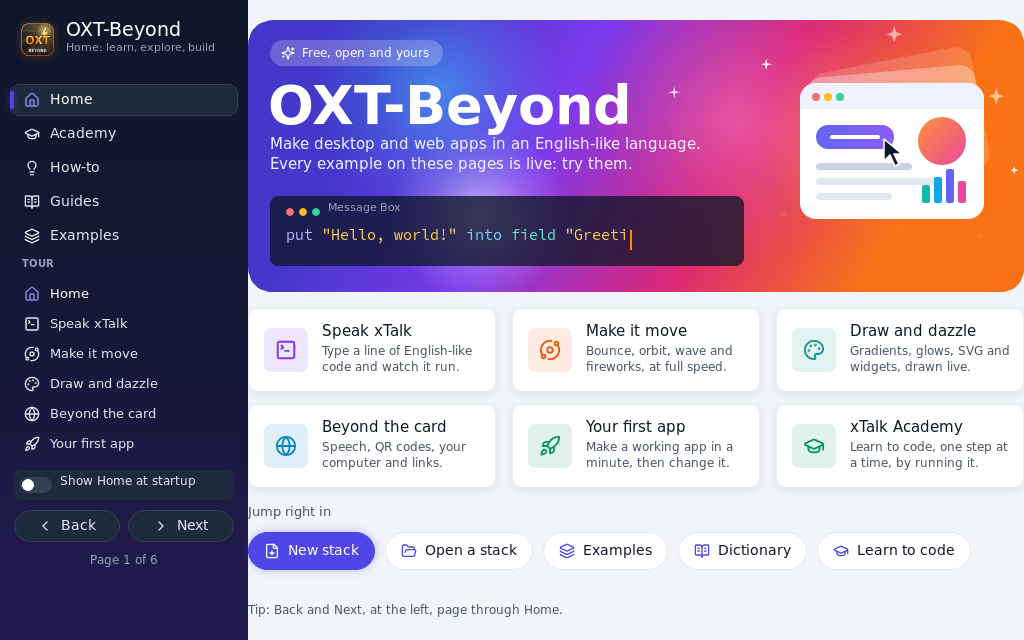 OXT
BEYOND
OXT-Beyond
Home: learn, explore, build
Home
Academy
How-to
Guides
Examples
TOUR
Home
Speak xTalk
Make it move
Draw and dazzle
Beyond the card
Your first app
Show Home at startup
Back
Next
Page 1 of 6
Free, open and yours
OXT-Beyond
Make desktop and web apps in an English-like language.
Every example on these pages is live: try them.
Message Box
put "Hello, world!" into field "Greeti
Speak xTalk
Type a line of English-like
code and watch it run.
Make it move
Bounce, orbit, wave and
fireworks, at full speed.
Draw and dazzle
Gradients, glows, SVG and
widgets, drawn live.
Beyond the card
Speech, QR codes, your
computer and links.
Your first app
Make a working app in a
minute, then change it.
xTalk Academy
Learn to code, one step at
a time, by running it.
Jump right in
New stack
Open a stack
Examples
Dictionary
Learn to code
Tip: Back and Next, at the left, page through Home.